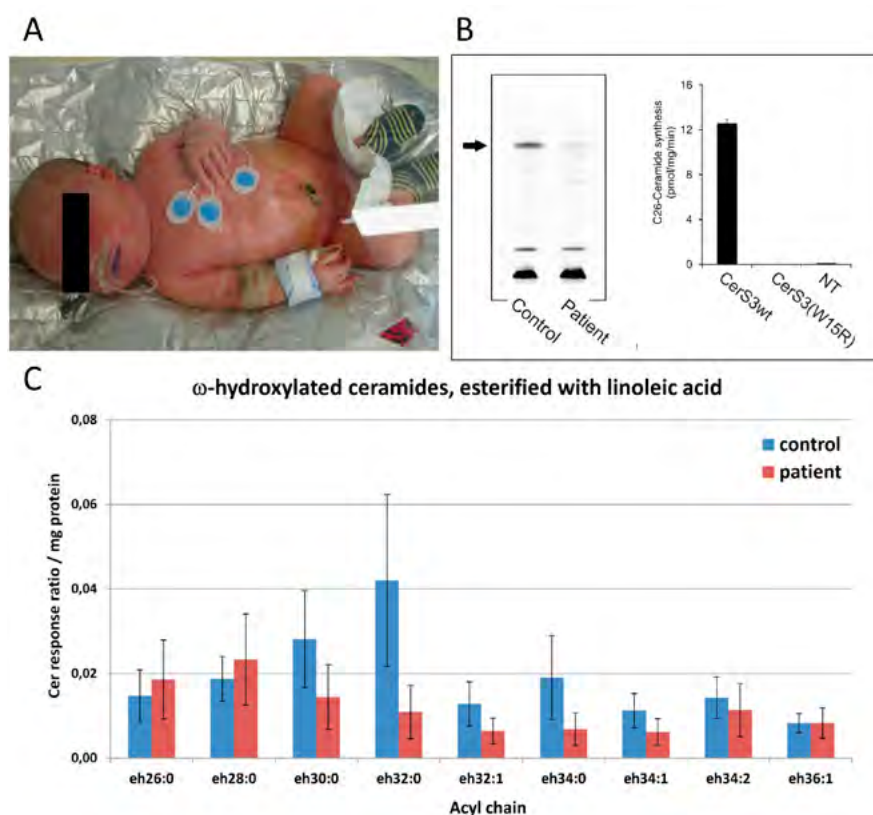 A
B
16
12
8
4
0
C26-Ceramide synthesis
(pmol/mg/min)
Control
Patient
CerS3wt
CerS3(W15R)
NT
C
ω-hydroxylated ceramides, esterified with linoleic acid
control
patient
Cer response ratio / mg protein
0,08
0,06
0,04
0,02
0,00
eh26:0 eh28:0 eh30:0 eh32:0 eh32:1 eh34:0 eh34:1 eh34:2 eh36:1
Acyl chain